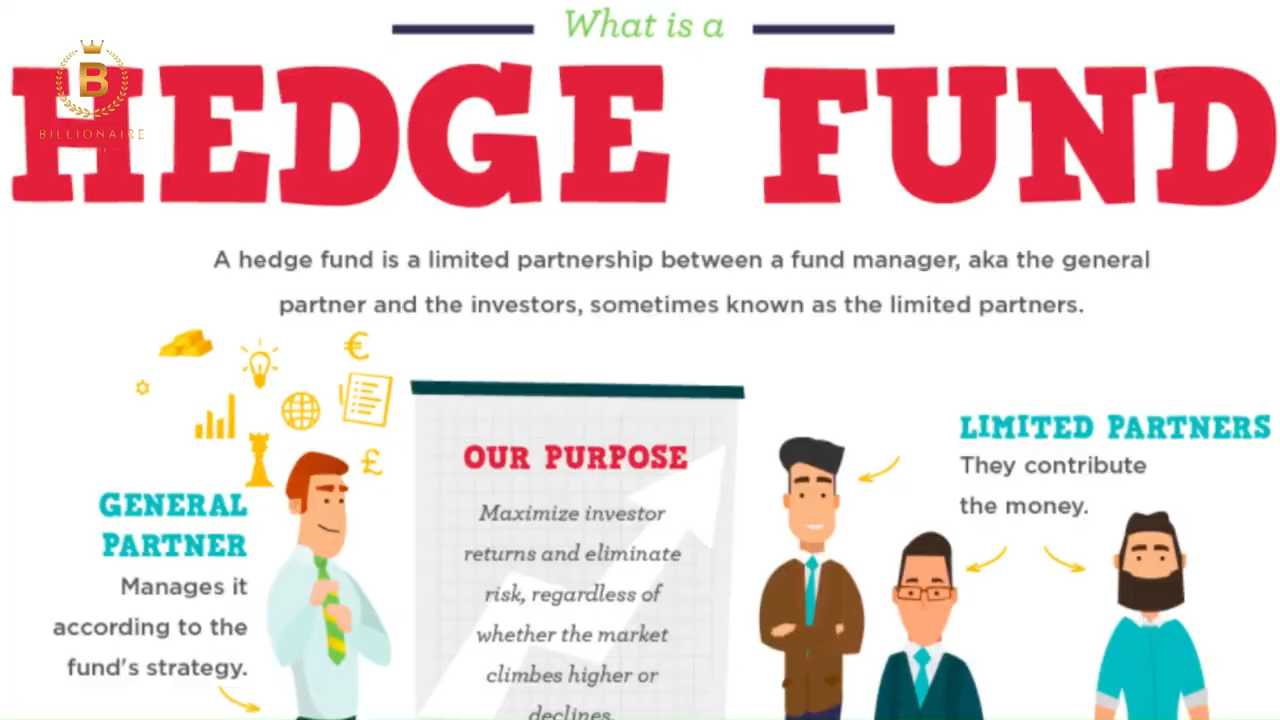 What is a
HEDGE FUND
B
BILLIONAIRE
A hedge fund is a limited partnership between a fund manager, aka the general
partner and the investors, sometimes known as the limited partners.
€
£
GENERAL
PARTNER
Manages it
according to the
fund's strategy.
OUR PURPOSE
Maximize investor
returns and eliminate
risk, regardless of
whether the market
climbes higher or
declines.
LIMITED PARTNERS
They contribute
the money.